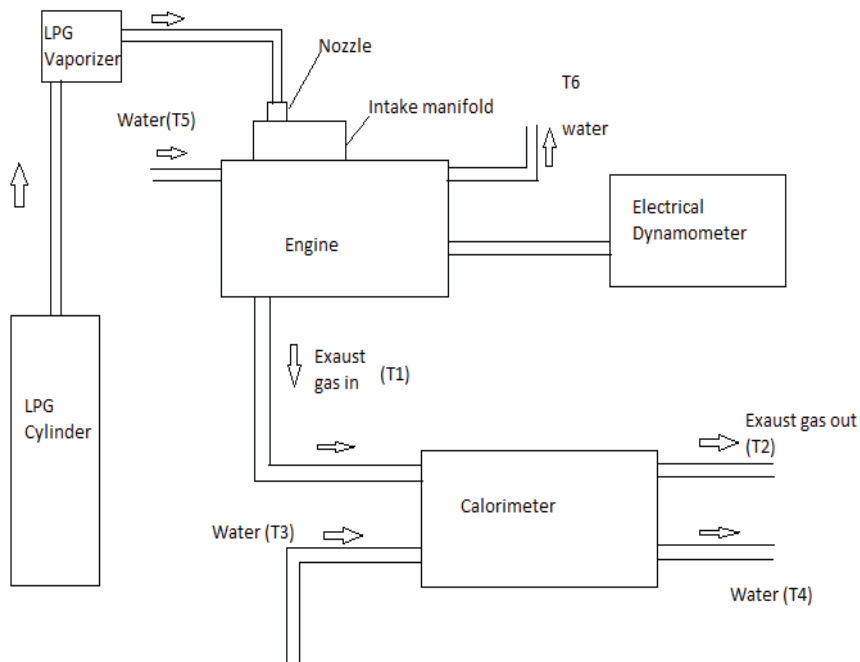 LPG
Vaporizer
Nozzle
Intake manifold
Water(T5)
T6
water
Electrical
Dynamometer
Engine
Exaust
gas in
(T1)
LPG
Cylinder
Exaust gas out
(T2)
Calorimeter
Water (T3)
Water (T4)